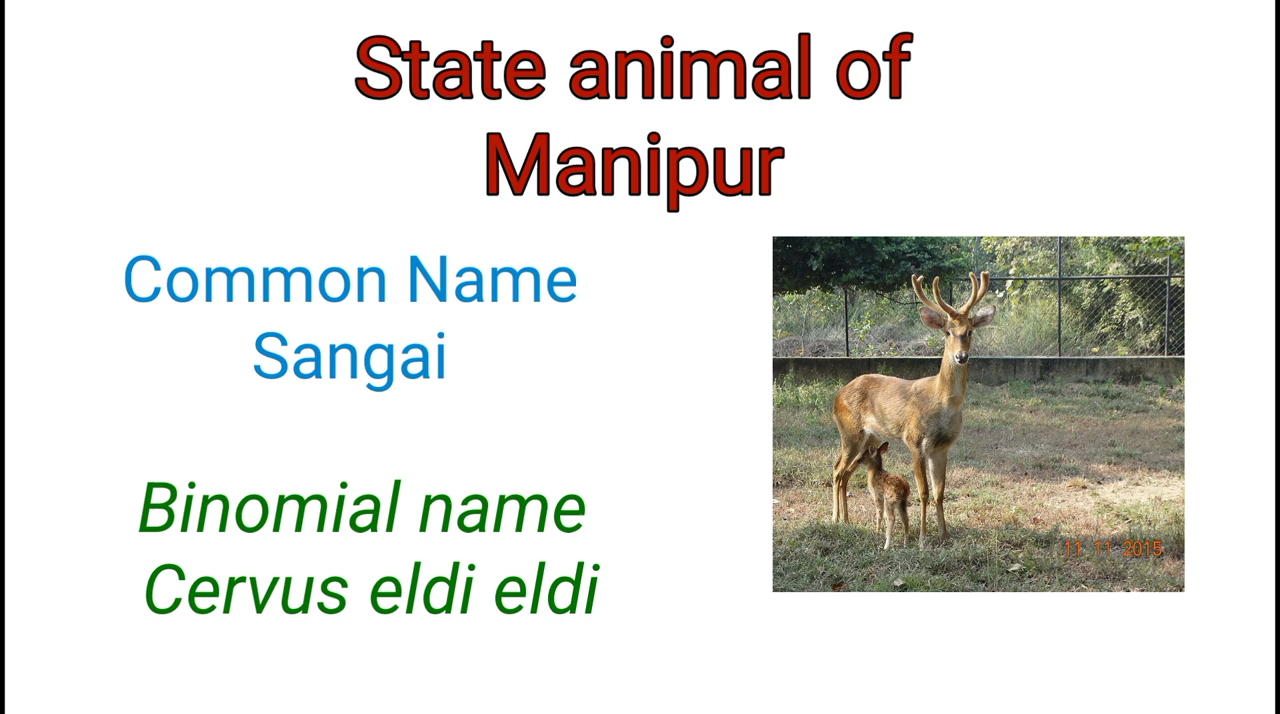 State animal of
Manipur
Common Name
Sangai
Binomial name
Cervus eldi eldi
11 11 2015